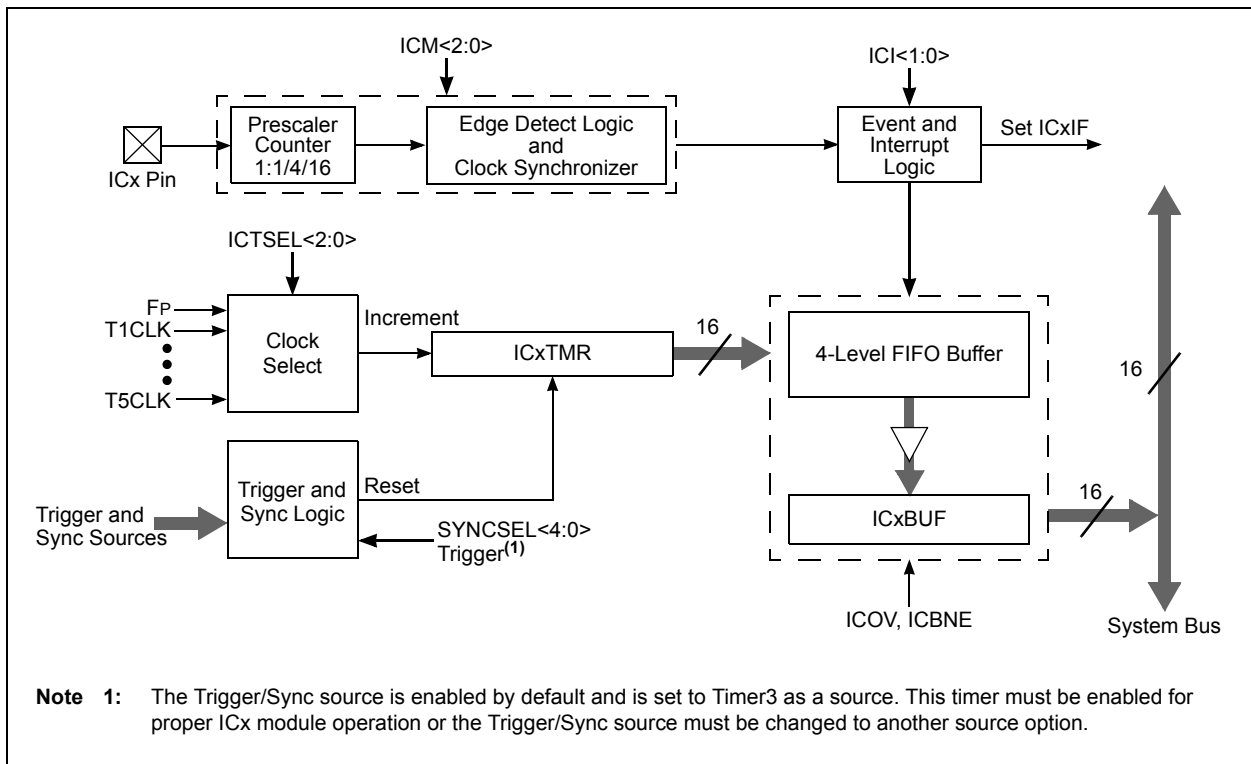 ICM<2:0>
ICI<1:0>
Prescaler
Counter
1:1/4/16
Edge Detect Logic
and
Clock Synchronizer
Event and
Interrupt
Logic
Set ICxIF
ICx Pin
ICTSEL<2:0>
FP
T1CLK
T5CLK
Clock
Select
Increment
ICxTMR
16
4-Level FIFO Buffer
16
Trigger and
Sync Logic
Reset
Trigger and
Sync Sources
SYNCSEL<4:0>
Trigger(1)
ICxBUF
16
ICOV, ICBNE
System Bus
Note 1: The Trigger/Sync source is enabled by default and is set to Timer3 as a source. This timer must be enabled for
proper ICx module operation or the Trigger/Sync source must be changed to another source option.